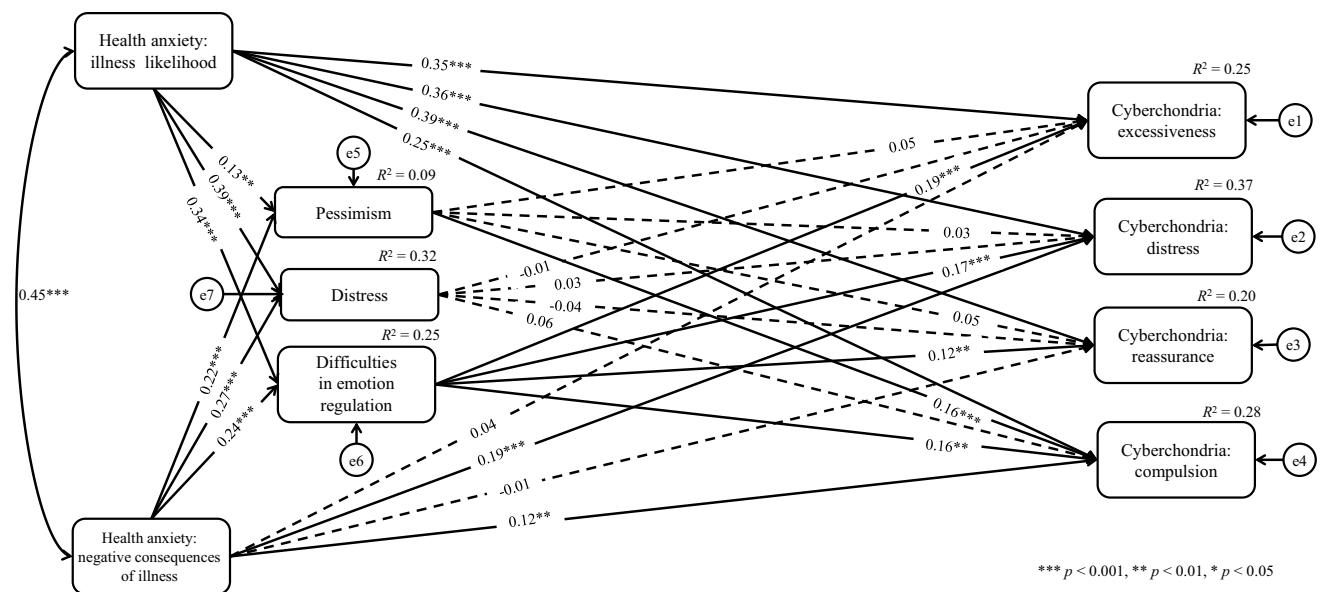 Health anxiety:
illness likelihood
0.35***
0.36***
0.39***
0.25***
R² = 0.25
Cyberchondria:
excessiveness
e1
0.13**
0.39***
0.34***
e5
R² = 0.09
Pessimism
0.05
0.19***
R² = 0.37
Cyberchondria:
distress
e2
0.03
0.17***
R² = 0.32
Distress
e7
-0.01
0.03
-0.04
0.06
0.45***
R² = 0.20
Cyberchondria:
reassurance
e3
0.05
0.12**
R² = 0.25
Difficulties
in emotion
regulation
e6
0.22***
0.27***
0.24***
0.16***
0.16**
R² = 0.28
Cyberchondria:
compulsion
e4
0.04
0.19***
-0.01
0.12**
Health anxiety:
negative consequences
of illness
*** p < 0.001, ** p < 0.01, * p < 0.05